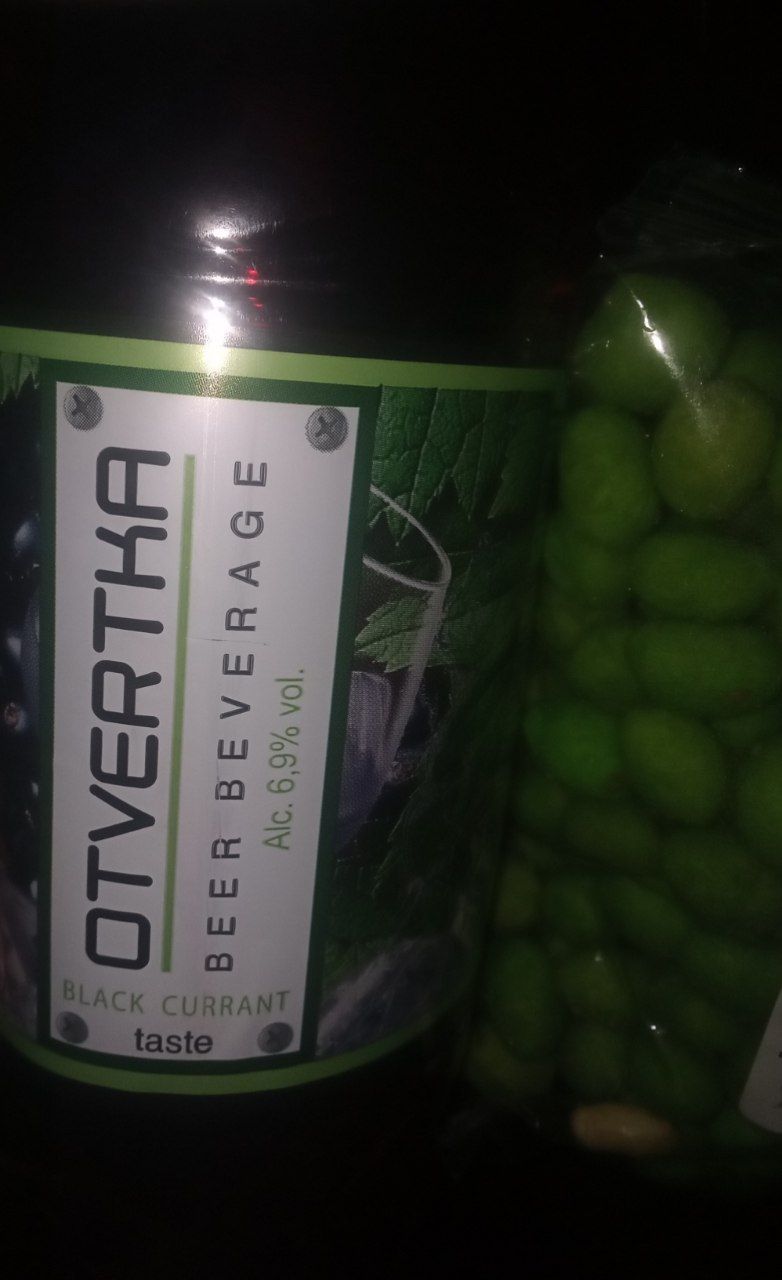 OTVERTKA
BEER BEVERAGE
Alc. 6,9% vol.
BLACK CURRANT
taste